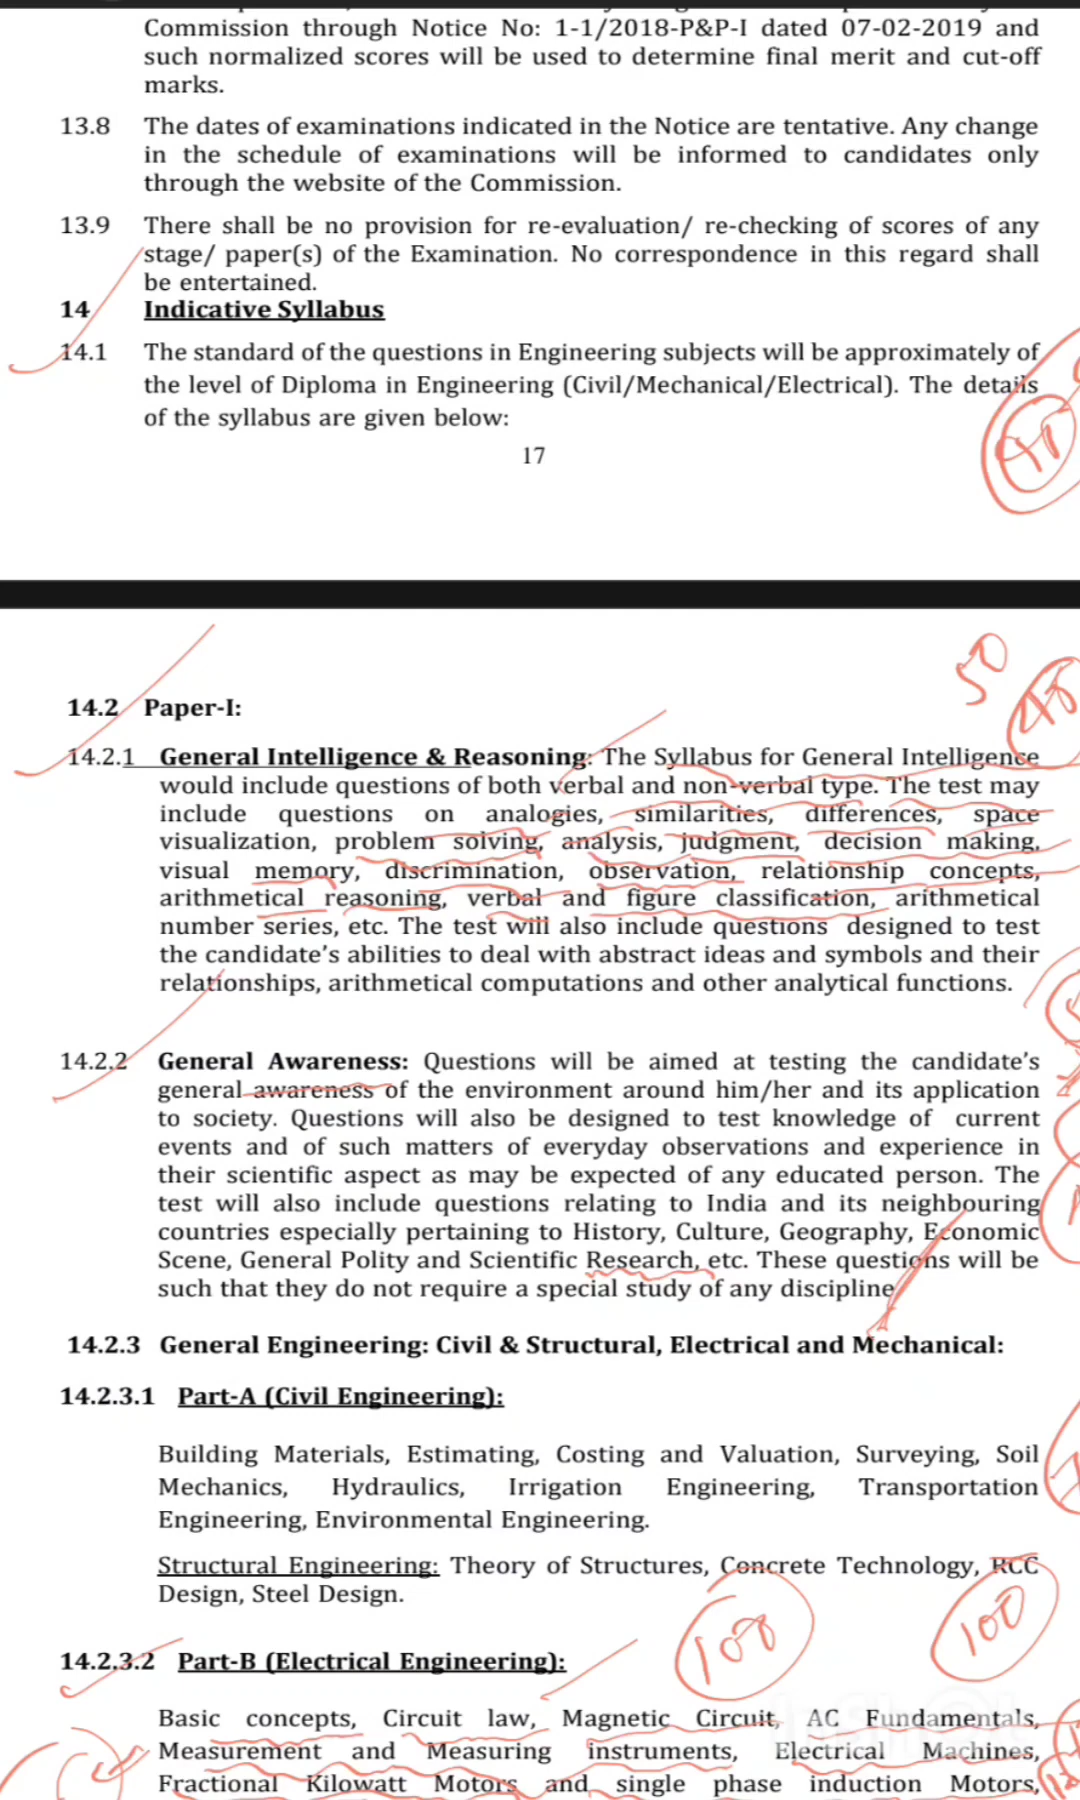 Commission through Notice No: 1-1/2018-P&P-I dated 07-02-2019 and
such normalized scores will be used to determine final merit and cut-off
marks.
13.8 The dates of examinations indicated in the Notice are tentative. Any change
in the schedule of examinations will be informed to candidates only
through the website of the Commission.
13.9 There shall be no provision for re-evaluation/ re-checking of scores of any
stage/ paper(s) of the Examination. No correspondence in this regard shall
be entertained.
14 Indicative Syllabus
14.1 The standard of the questions in Engineering subjects will be approximately of
the level of Diploma in Engineering (Civil/Mechanical/Electrical). The details
of the syllabus are given below:
17
50
14.2 Paper-I:
14.2.1 General Intelligence & Reasoning: The Syllabus for General Intelligence
would include questions of both verbal and non-verbal type. The test may
include questions on analogies, similarities, differences, space
visualization, problem solving, analysis, judgment, decision making,
visual memory, discrimination, observation, relationship concepts,
arithmetical reasoning, verbal and figure classification, arithmetical
number series, etc. The test will also include questions designed to test
the candidate's abilities to deal with abstract ideas and symbols and their
relationships, arithmetical computations and other analytical functions.
14.2.2 General Awareness: Questions will be aimed at testing the candidate's
general awareness of the environment around him/her and its application
to society. Questions will also be designed to test knowledge of current
events and of such matters of everyday observations and experience in
their scientific aspect as may be expected of any educated person. The
test will also include questions relating to India and its neighbouring
countries especially pertaining to History, Culture, Geography, Economic
Scene, General Polity and Scientific Research, etc. These questions will be
such that they do not require a special study of any discipline
14.2.3 General Engineering: Civil & Structural, Electrical and Mechanical:
14.2.3.1 Part-A (Civil Engineering):
Building Materials, Estimating, Costing and Valuation, Surveying, Soil
Mechanics, Hydraulics, Irrigation Engineering, Transportation
Engineering, Environmental Engineering.
Structural Engineering: Theory of Structures, Concrete Technology, RCC
Design, Steel Design.
100
100
14.2.3.2 Part-B (Electrical Engineering):
Basic concepts, Circuit law, Magnetic Circuit, AC Fundamentals,
Measurement and Measuring instruments, Electrical Machines,
Fractional Kilowatt Motors and single phase induction Motors,